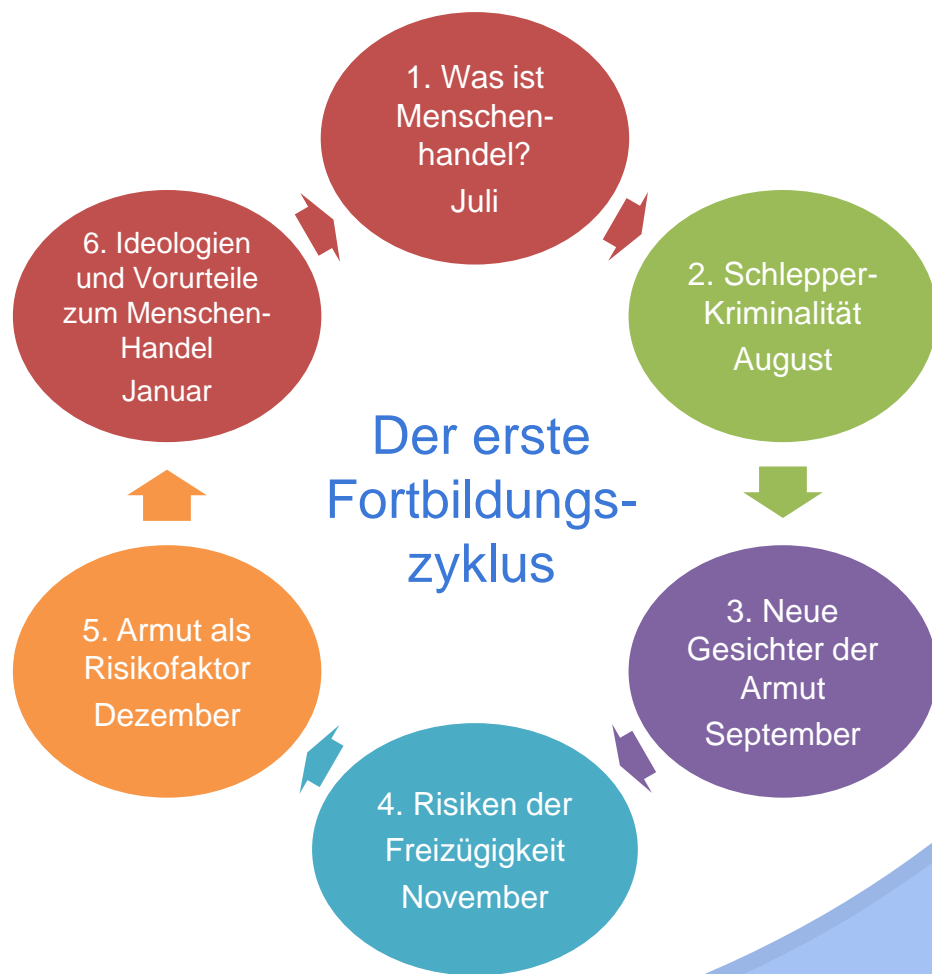 1. Was ist
Menschen-
handel?
Juli
2. Schlepper-
Kriminalität
August
3. Neue
Gesichter der
Armut
September
4. Risiken der
Freizügigkeit
November
5. Armut als
Risikofaktor
Dezember
6. Ideologien
und Vorurteile
zum Menschen-
Handel
Januar
Der erste
Fortbildungs-
zyklus